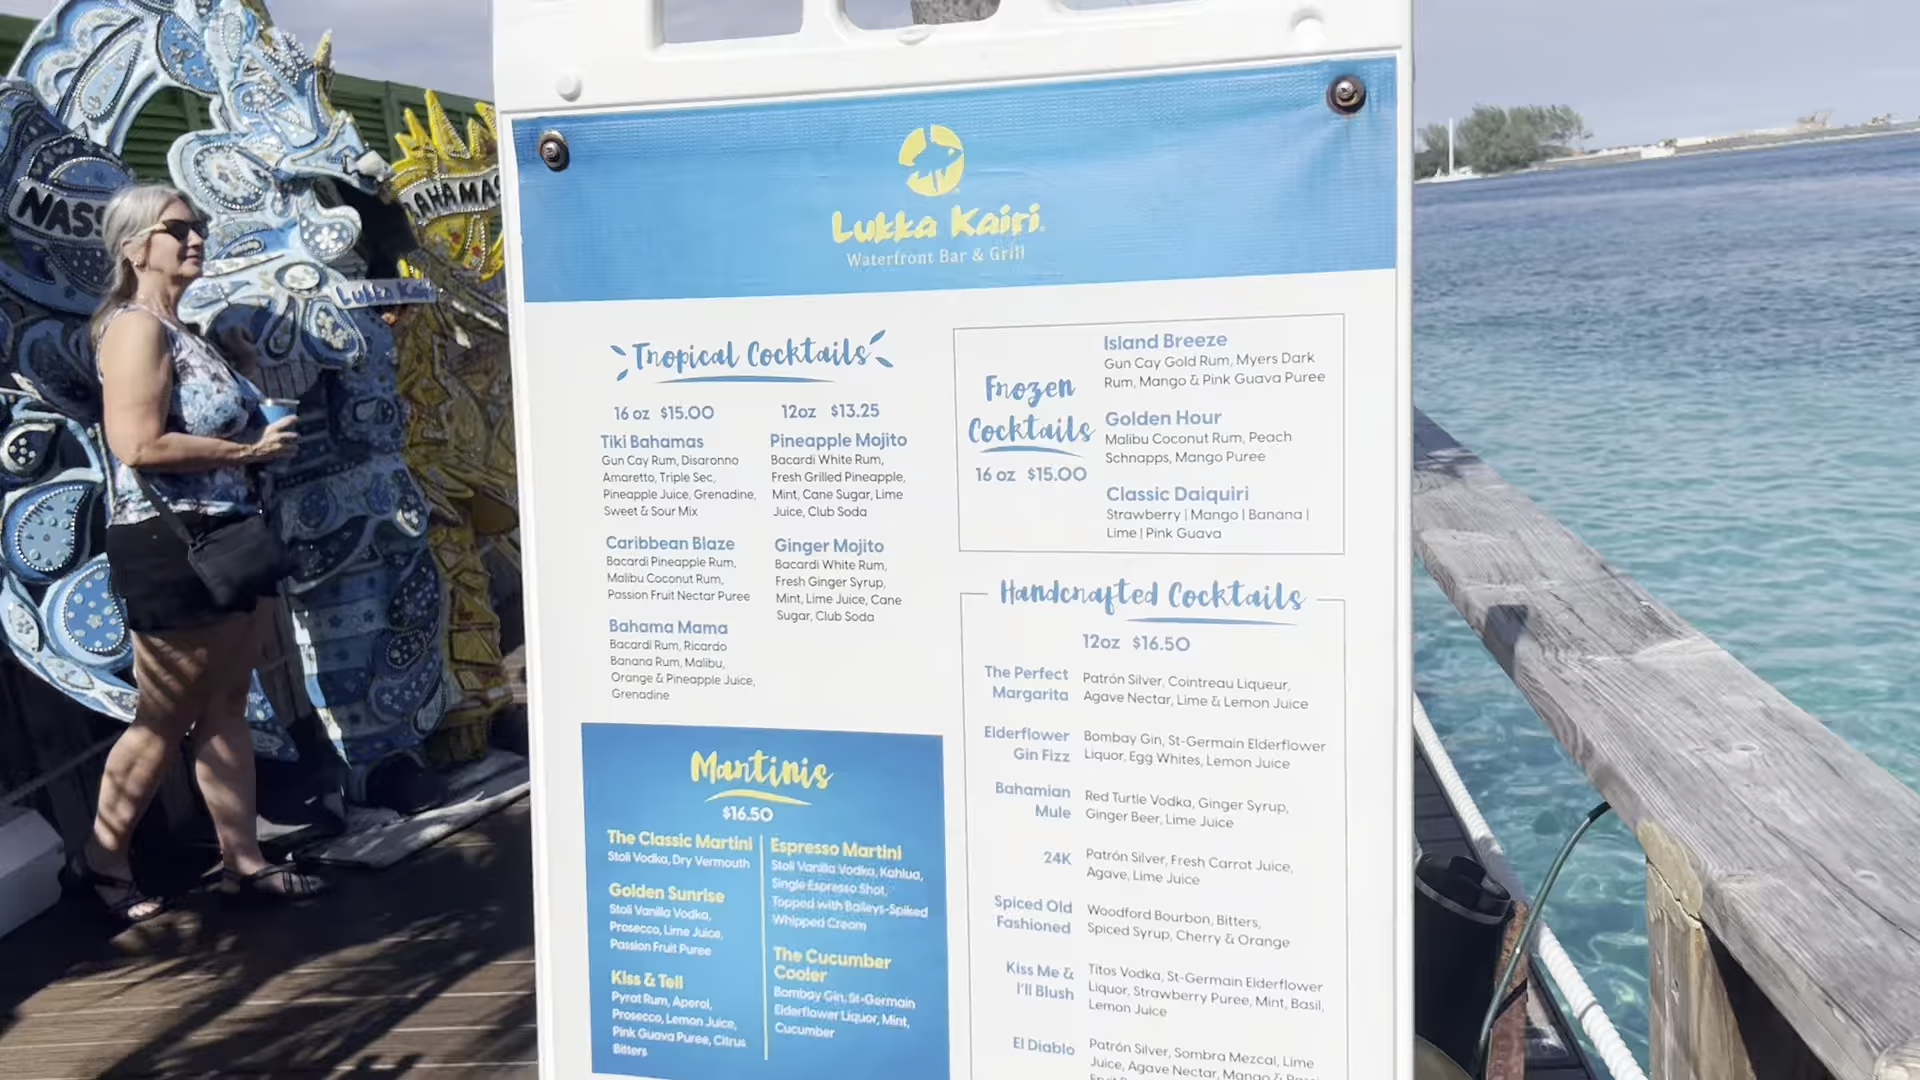 NASS
BAHAMAS
Lukka Kairi
Lukka Kairi
Waterfront Bar & Grill
Tropical Cocktails
16 oz $15.00
Tiki Bahamas
Gun Cay Rum, Disaronno
Amaretto, Triple Sec,
Pineapple Juice, Grenadine,
Sweet & Sour Mix
Caribbean Blaze
Bacardi Pineapple Rum,
Malibu Coconut Rum,
Passion Fruit Nectar Puree
Bahama Mama
Bacardi Rum, Ricardo
Banana Rum, Malibu,
Orange & Pineapple Juice,
Grenadine
12oz $13.25
Pineapple Mojito
Bacardi White Rum,
Fresh Grilled Pineapple,
Mint, Cane Sugar, Lime
Juice, Club Soda
Ginger Mojito
Bacardi White Rum,
Fresh Ginger Syrup,
Mint, Lime Juice, Cane
Sugar, Club Soda
Martinis
$16.50
The Classic Martini
Stoli Vodka, Dry Vermouth
Golden Sunrise
Stoli Vanilla Vodka,
Prosecco, Lime Juice,
Passion Fruit Puree
Kiss & Tell
Pyrat Rum, Aperol,
Prosecco, Lemon Juice,
Pink Guava Puree, Citrus
Bitters
Espresso Martini
Stoli Vanilla Vodka, Kahlua,
Single Espresso Shot,
Topped with Baileys-Spiked
Whipped Cream
The Cucumber
Cooler
Bombay Gin, St-Germain
Elderflower Liquor, Mint,
Cucumber
Frozen
Cocktails
16 oz $15.00
Island Breeze
Gun Cay Gold Rum, Myers Dark
Rum, Mango & Pink Guava Puree
Golden Hour
Malibu Coconut Rum, Peach
Schnapps, Mango Puree
Classic Daiquiri
Strawberry | Mango | Banana |
Lime | Pink Guava
Handcrafted Cocktails
12oz $16.50
The Perfect
Margarita
Patrón Silver, Cointreau Liqueur,
Agave Nectar, Lime & Lemon Juice
Elderflower
Gin Fizz
Bombay Gin, St-Germain Elderflower
Liquor, Egg Whites, Lemon Juice
Bahamian
Mule
Red Turtle Vodka, Ginger Syrup,
Ginger Beer, Lime Juice
24K
Patrón Silver, Fresh Carrot Juice,
Agave, Lime Juice
Spiced Old
Fashioned
Woodford Bourbon, Bitters,
Spiced Syrup, Cherry & Orange
Kiss Me &
I'll Blush
Titos Vodka, St-Germain Elderflower
Liquor, Strawberry Puree, Mint, Basil,
Lemon Juice
El Diablo
Patrón Silver, Sombra Mezcal, Lime
Juice, Agave Nectar, Mango &